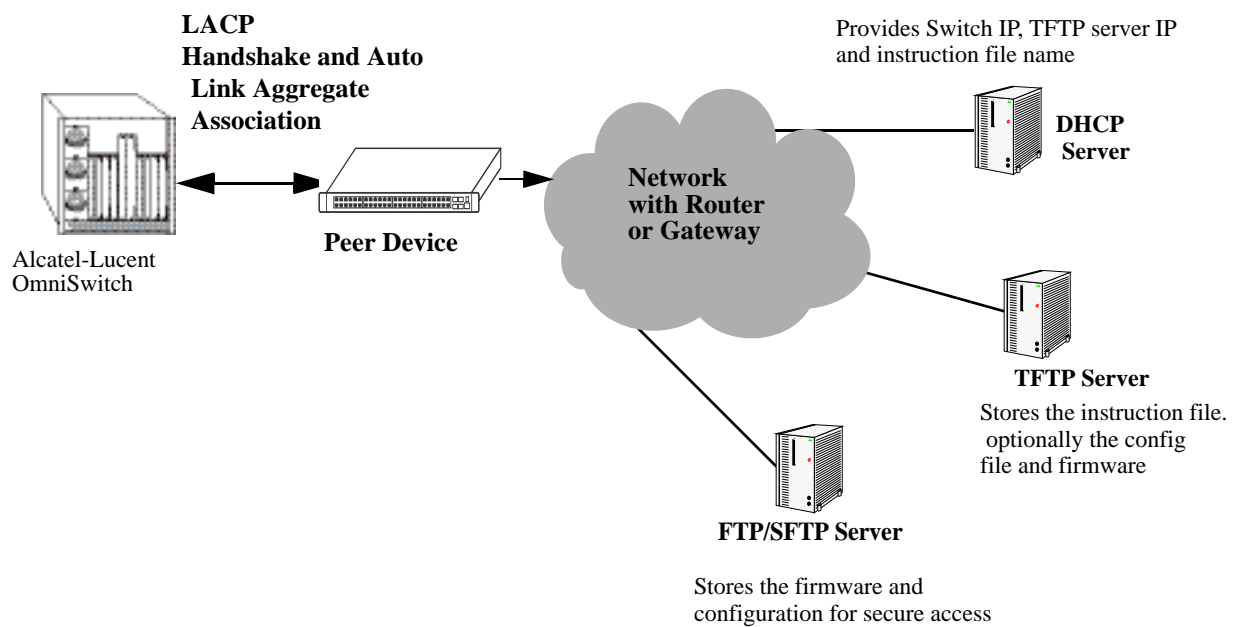 LACP
Handshake and Auto
Link Aggregate
Association
Provides Switch IP, TFTP server IP
and instruction file name
DHCP
Server
Network
with Router
or Gateway
Peer Device
Alcatel-Lucent
OmniSwitch
TFTP Server
Stores the instruction file.
optionally the config
file and firmware
FTP/SFTP Server
Stores the firmware and
configuration for secure access